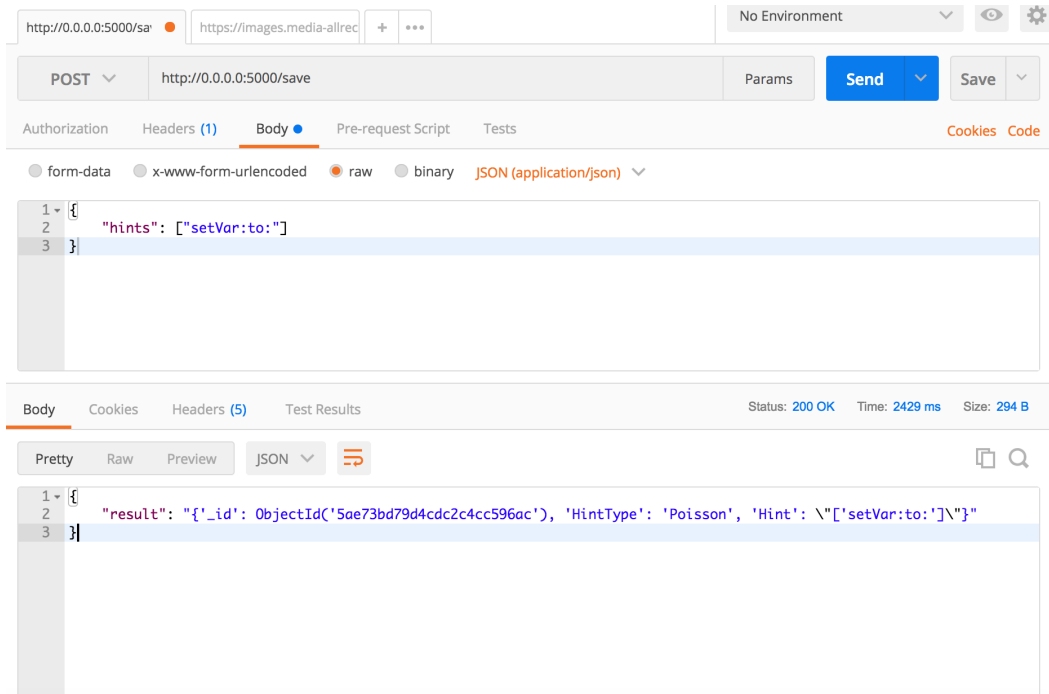 http://0.0.0.0:5000/sa
https://images.media-allrec
+
•••
No Environment
POST
http://0.0.0.0:5000/save
Params
Send
Save
Authorization
Headers (1)
Body
Pre-request Script
Tests
Cookies
Code
form-data
x-www-form-urlencoded
raw
binary
JSON (application/json)
1 {
2 "hints": ["setVar:to:"]
3 }
Body
Cookies
Headers (5)
Test Results
Status: 200 OK
Time: 2429 ms
Size: 294 B
Pretty
Raw
Preview
JSON
1 {
2 "result": "{'_id': ObjectId('5ae73bd79d4cdc2c4cc596ac'), 'HintType': 'Poisson', 'Hint': \"['setVar:to:']\"}"
3 }